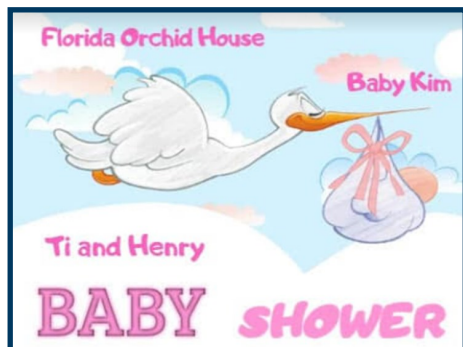 Florida Orchid House
Baby Kim
Ti and Henry
BABY SHOWER